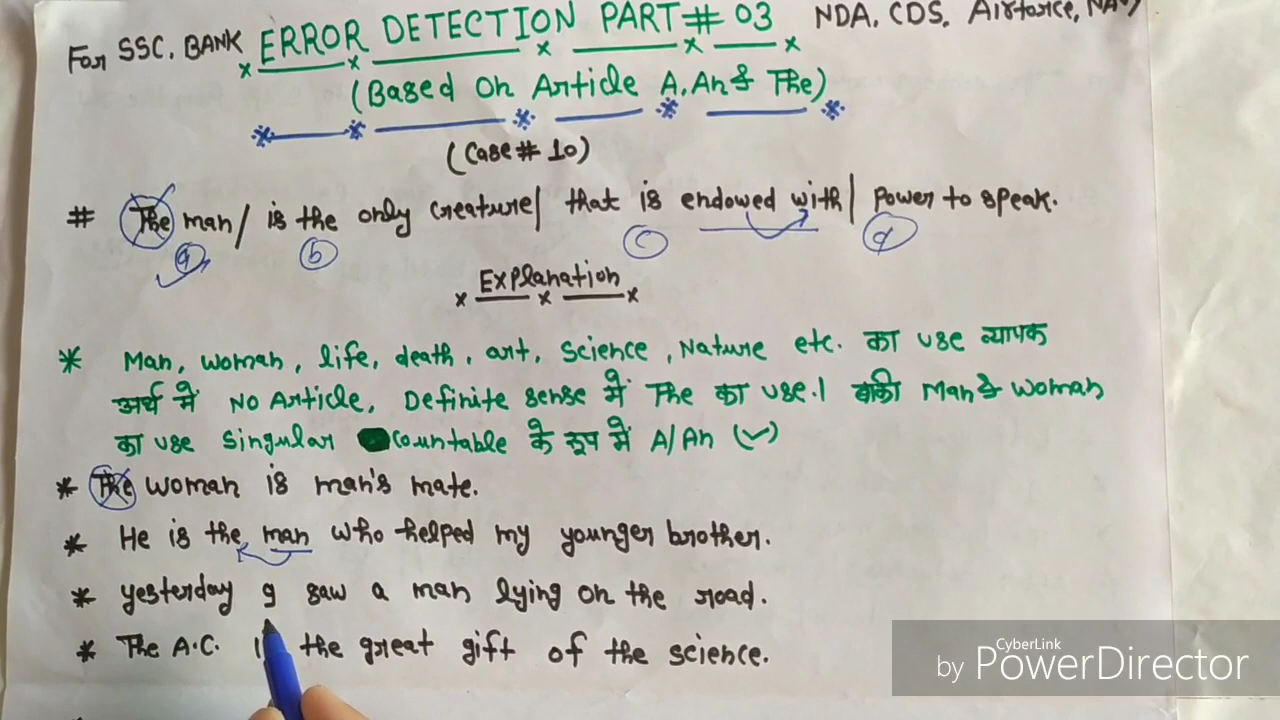 For SSC, BANK ERROR DETECTION PART # 03 NDA, CDS, Airforce, NAVY
(Based On Article A, An & The)
(Case # 10)
# The man / is the only creature / that is endowed with / Power to speak.
a b c d
Explanation
* Man, woman, life, death, art, Science, Nature etc. का use व्यापक
अर्थ में No Article, Definite sense में The का use.। बाकी Man & Woman
का use singular countable के रूप में A/An (✓)
* The woman is man's mate.
* He is the man who helped my younger brother.
* yesterday I saw a man lying on the road.
* The A.C. the great gift of the science.
CyberLink
by PowerDirector